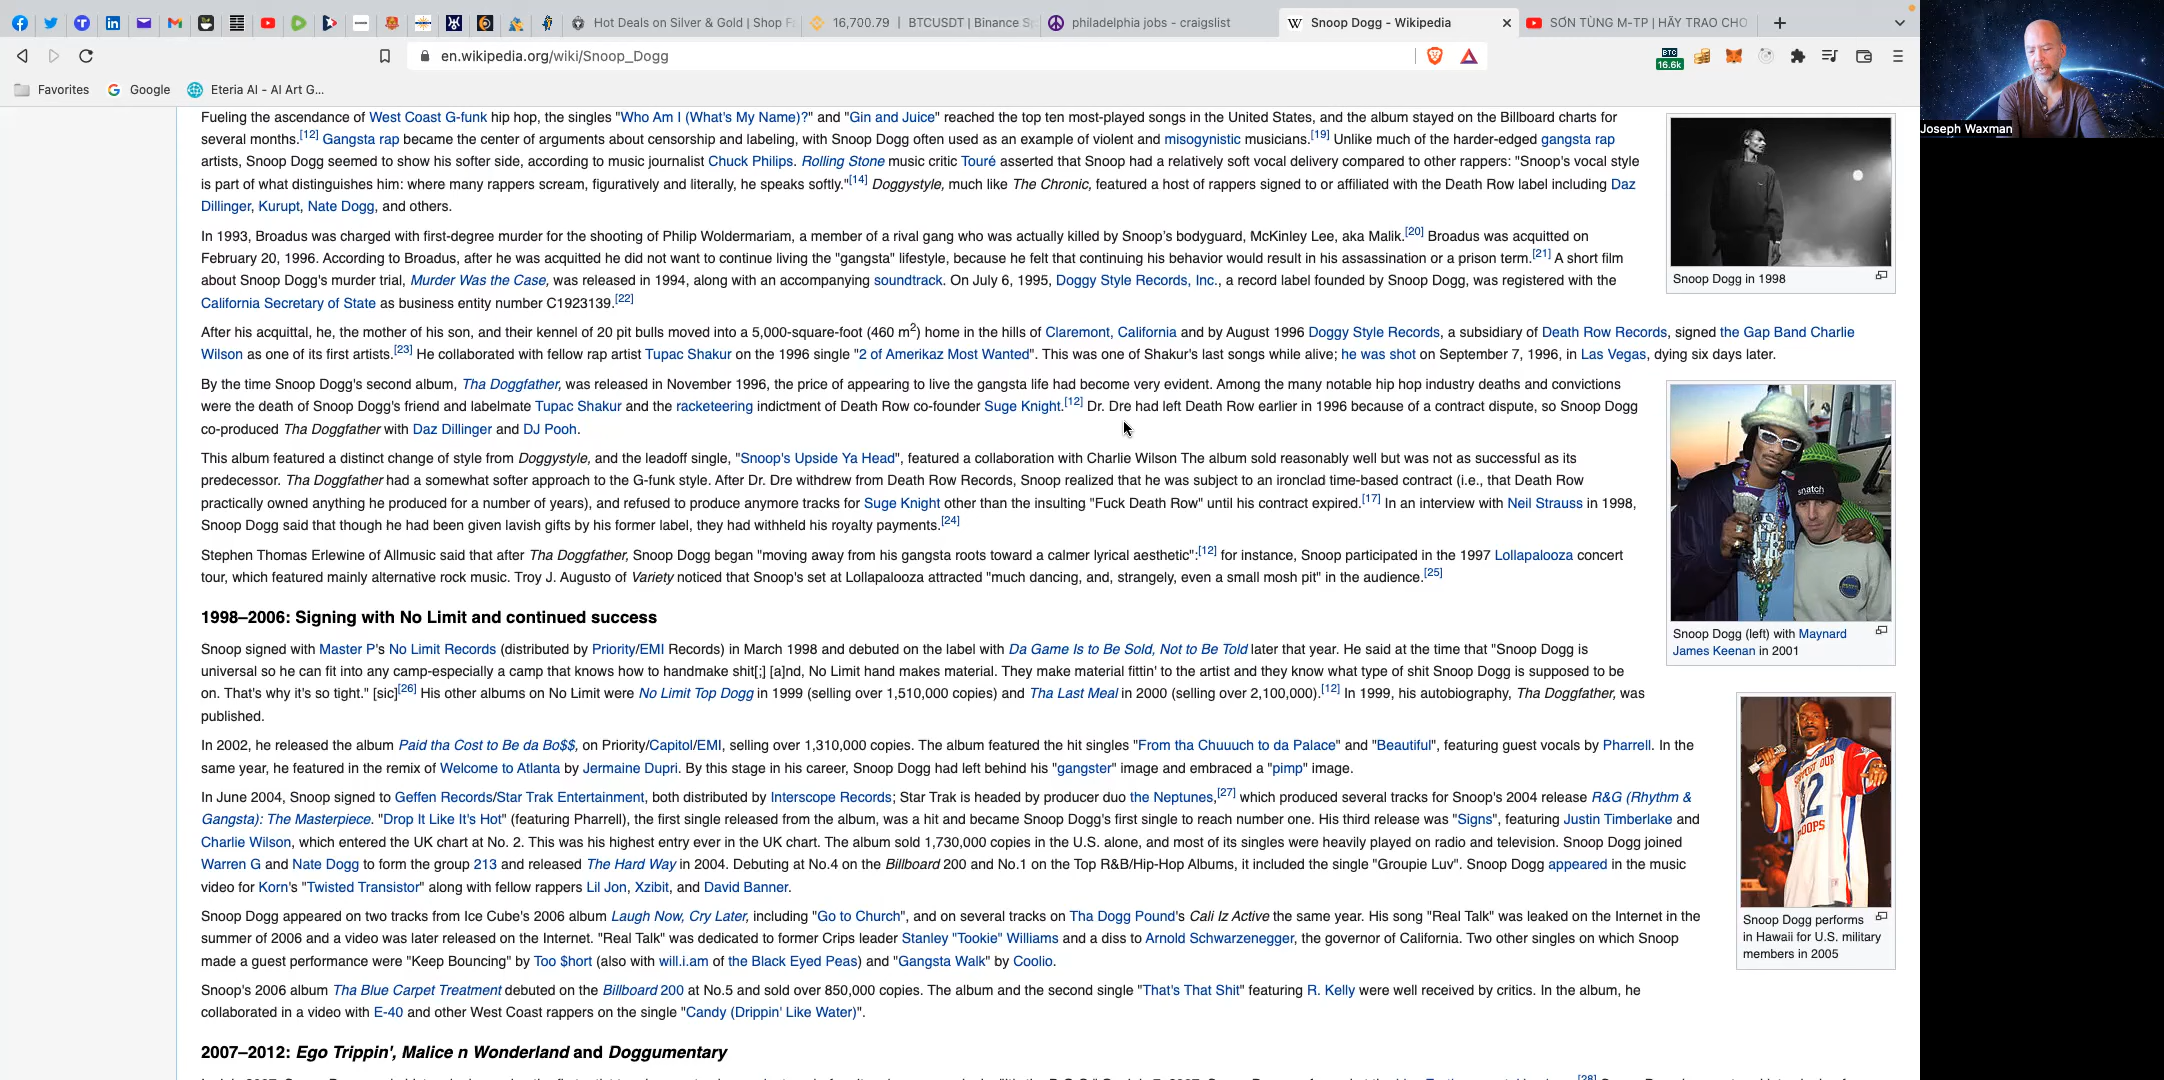 Hot Deals on Silver & Gold | Shop F
16,700.79 | BTCUSDT | Binance Sp
philadelphia jobs - craigslist
Snoop Dogg - Wikipedia
SƠN TÙNG M-TP | HÃY TRAO CHO
en.wikipedia.org/wiki/Snoop_Dogg
BTC
16.6k
Favorites
Google
Eteria AI - AI Art G...
Joseph Waxman
Fueling the ascendance of West Coast G-funk hip hop, the singles "Who Am I (What's My Name)?" and "Gin and Juice" reached the top ten most-played songs in the United States, and the album stayed on the Billboard charts for
several months.[12] Gangsta rap became the center of arguments about censorship and labeling, with Snoop Dogg often used as an example of violent and misogynistic musicians.[19] Unlike much of the harder-edged gangsta rap
artists, Snoop Dogg seemed to show his softer side, according to music journalist Chuck Philips. Rolling Stone music critic Touré asserted that Snoop had a relatively soft vocal delivery compared to other rappers: "Snoop's vocal style
is part of what distinguishes him: where many rappers scream, figuratively and literally, he speaks softly."[14] Doggystyle, much like The Chronic, featured a host of rappers signed to or affiliated with the Death Row label including Daz
Dillinger, Kurupt, Nate Dogg, and others.
Snoop Dogg in 1998
In 1993, Broadus was charged with first-degree murder for the shooting of Philip Woldermariam, a member of a rival gang who was actually killed by Snoop's bodyguard, McKinley Lee, aka Malik.[20] Broadus was acquitted on
February 20, 1996. According to Broadus, after he was acquitted he did not want to continue living the "gangsta" lifestyle, because he felt that continuing his behavior would result in his assassination or a prison term.[21] A short film
about Snoop Dogg's murder trial, Murder Was the Case, was released in 1994, along with an accompanying soundtrack. On July 6, 1995, Doggy Style Records, Inc., a record label founded by Snoop Dogg, was registered with the
California Secretary of State as business entity number C1923139.[22]
After his acquittal, he, the mother of his son, and their kennel of 20 pit bulls moved into a 5,000-square-foot (460 m2) home in the hills of Claremont, California and by August 1996 Doggy Style Records, a subsidiary of Death Row Records, signed the Gap Band Charlie
Wilson as one of its first artists.[23] He collaborated with fellow rap artist Tupac Shakur on the 1996 single "2 of Amerikaz Most Wanted". This was one of Shakur's last songs while alive; he was shot on September 7, 1996, in Las Vegas, dying six days later.
By the time Snoop Dogg's second album, Tha Doggfather, was released in November 1996, the price of appearing to live the gangsta life had become very evident. Among the many notable hip hop industry deaths and convictions
were the death of Snoop Dogg's friend and labelmate Tupac Shakur and the racketeering indictment of Death Row co-founder Suge Knight.[12] Dr. Dre had left Death Row earlier in 1996 because of a contract dispute, so Snoop Dogg
co-produced Tha Doggfather with Daz Dillinger and DJ Pooh.
This album featured a distinct change of style from Doggystyle, and the leadoff single, "Snoop's Upside Ya Head", featured a collaboration with Charlie Wilson The album sold reasonably well but was not as successful as its
predecessor. Tha Doggfather had a somewhat softer approach to the G-funk style. After Dr. Dre withdrew from Death Row Records, Snoop realized that he was subject to an ironclad time-based contract (i.e., that Death Row
practically owned anything he produced for a number of years), and refused to produce anymore tracks for Suge Knight other than the insulting "Fuck Death Row" until his contract expired.[17] In an interview with Neil Strauss in 1998,
Snoop Dogg said that though he had been given lavish gifts by his former label, they had withheld his royalty payments.[24]
snatch
Snoop Dogg (left) with Maynard
James Keenan in 2001
Stephen Thomas Erlewine of Allmusic said that after Tha Doggfather, Snoop Dogg began "moving away from his gangsta roots toward a calmer lyrical aesthetic":[12] for instance, Snoop participated in the 1997 Lollapalooza concert
tour, which featured mainly alternative rock music. Troy J. Augusto of Variety noticed that Snoop's set at Lollapalooza attracted "much dancing, and, strangely, even a small mosh pit" in the audience.[25]
1998–2006: Signing with No Limit and continued success
Snoop signed with Master P's No Limit Records (distributed by Priority/EMI Records) in March 1998 and debuted on the label with Da Game Is to Be Sold, Not to Be Told later that year. He said at the time that "Snoop Dogg is
universal so he can fit into any camp-especially a camp that knows how to handmake shit[;] [a]nd, No Limit hand makes material. They make material fittin' to the artist and they know what type of shit Snoop Dogg is supposed to be
on. That's why it's so tight." [sic][26] His other albums on No Limit were No Limit Top Dogg in 1999 (selling over 1,510,000 copies) and Tha Last Meal in 2000 (selling over 2,100,000).[12] In 1999, his autobiography, Tha Doggfather, was
published.
In 2002, he released the album Paid tha Cost to Be da Bo$$, on Priority/Capitol/EMI, selling over 1,310,000 copies. The album featured the hit singles "From tha Chuuuch to da Palace" and "Beautiful", featuring guest vocals by Pharrell. In the
same year, he featured in the remix of Welcome to Atlanta by Jermaine Dupri. By this stage in his career, Snoop Dogg had left behind his "gangster" image and embraced a "pimp" image.
In June 2004, Snoop signed to Geffen Records/Star Trak Entertainment, both distributed by Interscope Records; Star Trak is headed by producer duo the Neptunes,[27] which produced several tracks for Snoop's 2004 release R&G (Rhythm &
Gangsta): The Masterpiece. "Drop It Like It's Hot" (featuring Pharrell), the first single released from the album, was a hit and became Snoop Dogg's first single to reach number one. His third release was "Signs", featuring Justin Timberlake and
Charlie Wilson, which entered the UK chart at No. 2. This was his highest entry ever in the UK chart. The album sold 1,730,000 copies in the U.S. alone, and most of its singles were heavily played on radio and television. Snoop Dogg joined
Warren G and Nate Dogg to form the group 213 and released The Hard Way in 2004. Debuting at No.4 on the Billboard 200 and No.1 on the Top R&B/Hip-Hop Albums, it included the single "Groupie Luv". Snoop Dogg appeared in the music
video for Korn's "Twisted Transistor" along with fellow rappers Lil Jon, Xzibit, and David Banner.
Snoop Dogg performs
in Hawaii for U.S. military
members in 2005
Snoop Dogg appeared on two tracks from Ice Cube's 2006 album Laugh Now, Cry Later, including "Go to Church", and on several tracks on Tha Dogg Pound's Cali Iz Active the same year. His song "Real Talk" was leaked on the Internet in the
summer of 2006 and a video was later released on the Internet. "Real Talk" was dedicated to former Crips leader Stanley "Tookie" Williams and a diss to Arnold Schwarzenegger, the governor of California. Two other singles on which Snoop
made a guest performance were "Keep Bouncing" by Too $hort (also with will.i.am of the Black Eyed Peas) and "Gangsta Walk" by Coolio.
Snoop's 2006 album Tha Blue Carpet Treatment debuted on the Billboard 200 at No.5 and sold over 850,000 copies. The album and the second single "That's That Shit" featuring R. Kelly were well received by critics. In the album, he
collaborated in a video with E-40 and other West Coast rappers on the single "Candy (Drippin' Like Water)".
2007–2012: Ego Trippin', Malice n Wonderland and Doggumentary